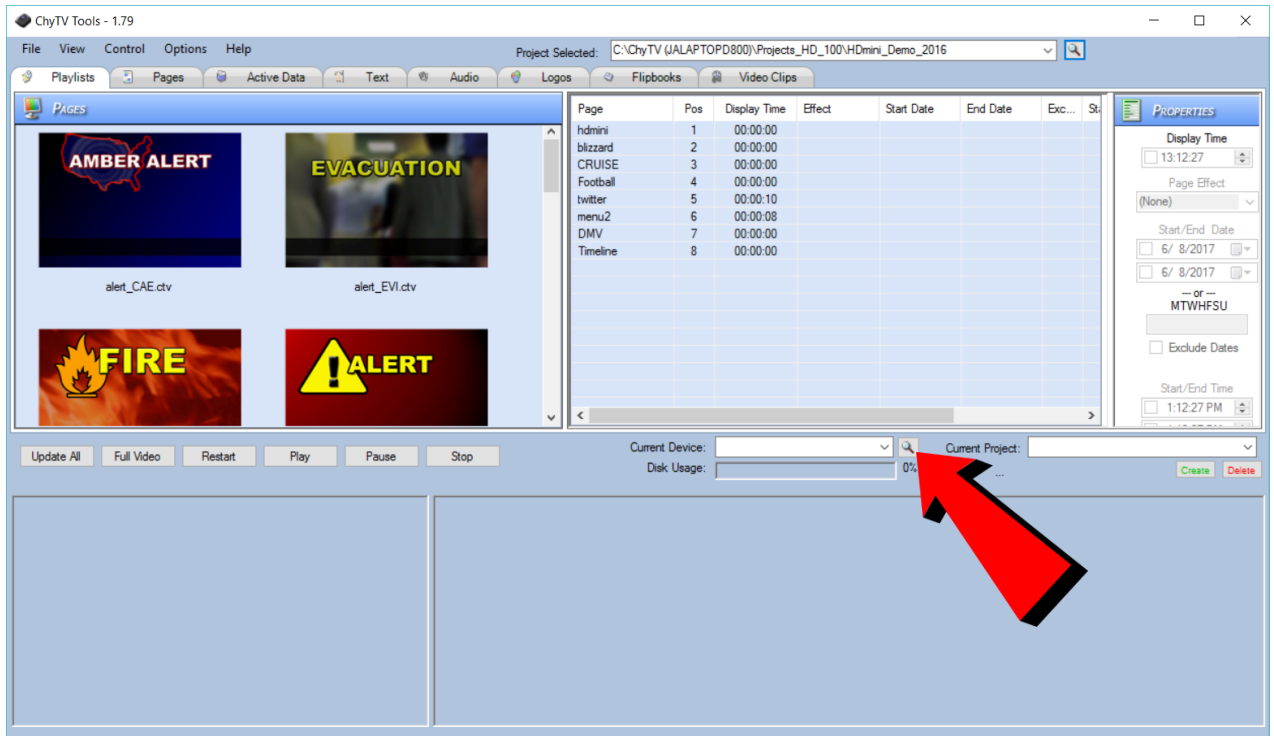 ChyTV Tools - 1.79
File View Control Options Help
Project Selected: C:\ChyTV (JALAPTOPD800)\Projects_HD_100\HDmini_Demo_2016
Playlists Pages Active Data Text Audio Logos Flipbooks Video Clips
PAGES
AMBER ALERT
EVACUATION
alert_CAE.ctv
alert_EVI.ctv
FIRE
ALERT
Page Pos Display Time Effect Start Date End Date Exc...
hdmini 1 00:00:00
blizzard 2 00:00:00
CRUISE 3 00:00:00
Football 4 00:00:00
twitter 5 00:00:10
menu2 6 00:00:08
DMV 7 00:00:00
Timeline 8 00:00:00
PROPERTIES
Display Time
13:12:27
Page Effect
(None)
Start/End Date
6/ 8/2017
6/ 8/2017
--- or ---
MTWHFSU
Exclude Dates
Start/End Time
1:12:27 PM
Update All Full Video Restart Play Pause Stop
Current Device:
Current Project:
Disk Usage: 0%
...
Create Delete